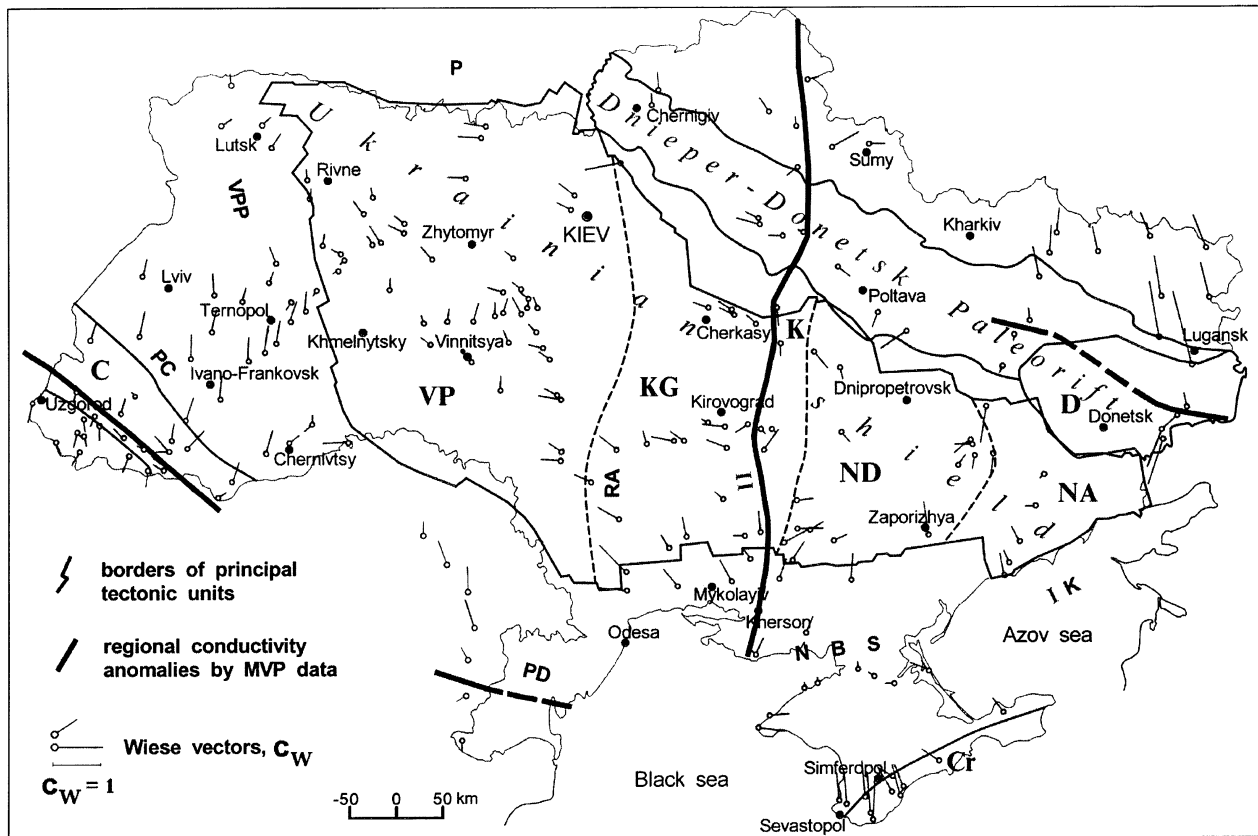 P
Chernigiv
Dnieper-Donetsk Paleorift
Sumy
Lutsk
Ukrainian shield
Rivne
VPP
KIEV
Zhytomyr
Kharkiv
Lviv
Poltava
Ternopol
Cherkasy
K
Khmelnytsky
Vinnitsya
Lugansk
PC
C
Ivano-Frankovsk
VP
KG
Dnipropetrovsk
Uzgorod
Kirovograd
D
Donetsk
Chernivtsy
RA
II
ND
NA
Zaporizhya
borders of principal
tectonic units
Mykolayiv
I K
Kherson
Azov sea
Odesa
N B S
regional conductivity
anomalies by MVP data
PD
Wiese vectors, CW
CW = 1
Simferdpol
Cr
Black sea
-50 0 50 km
Sevastopol